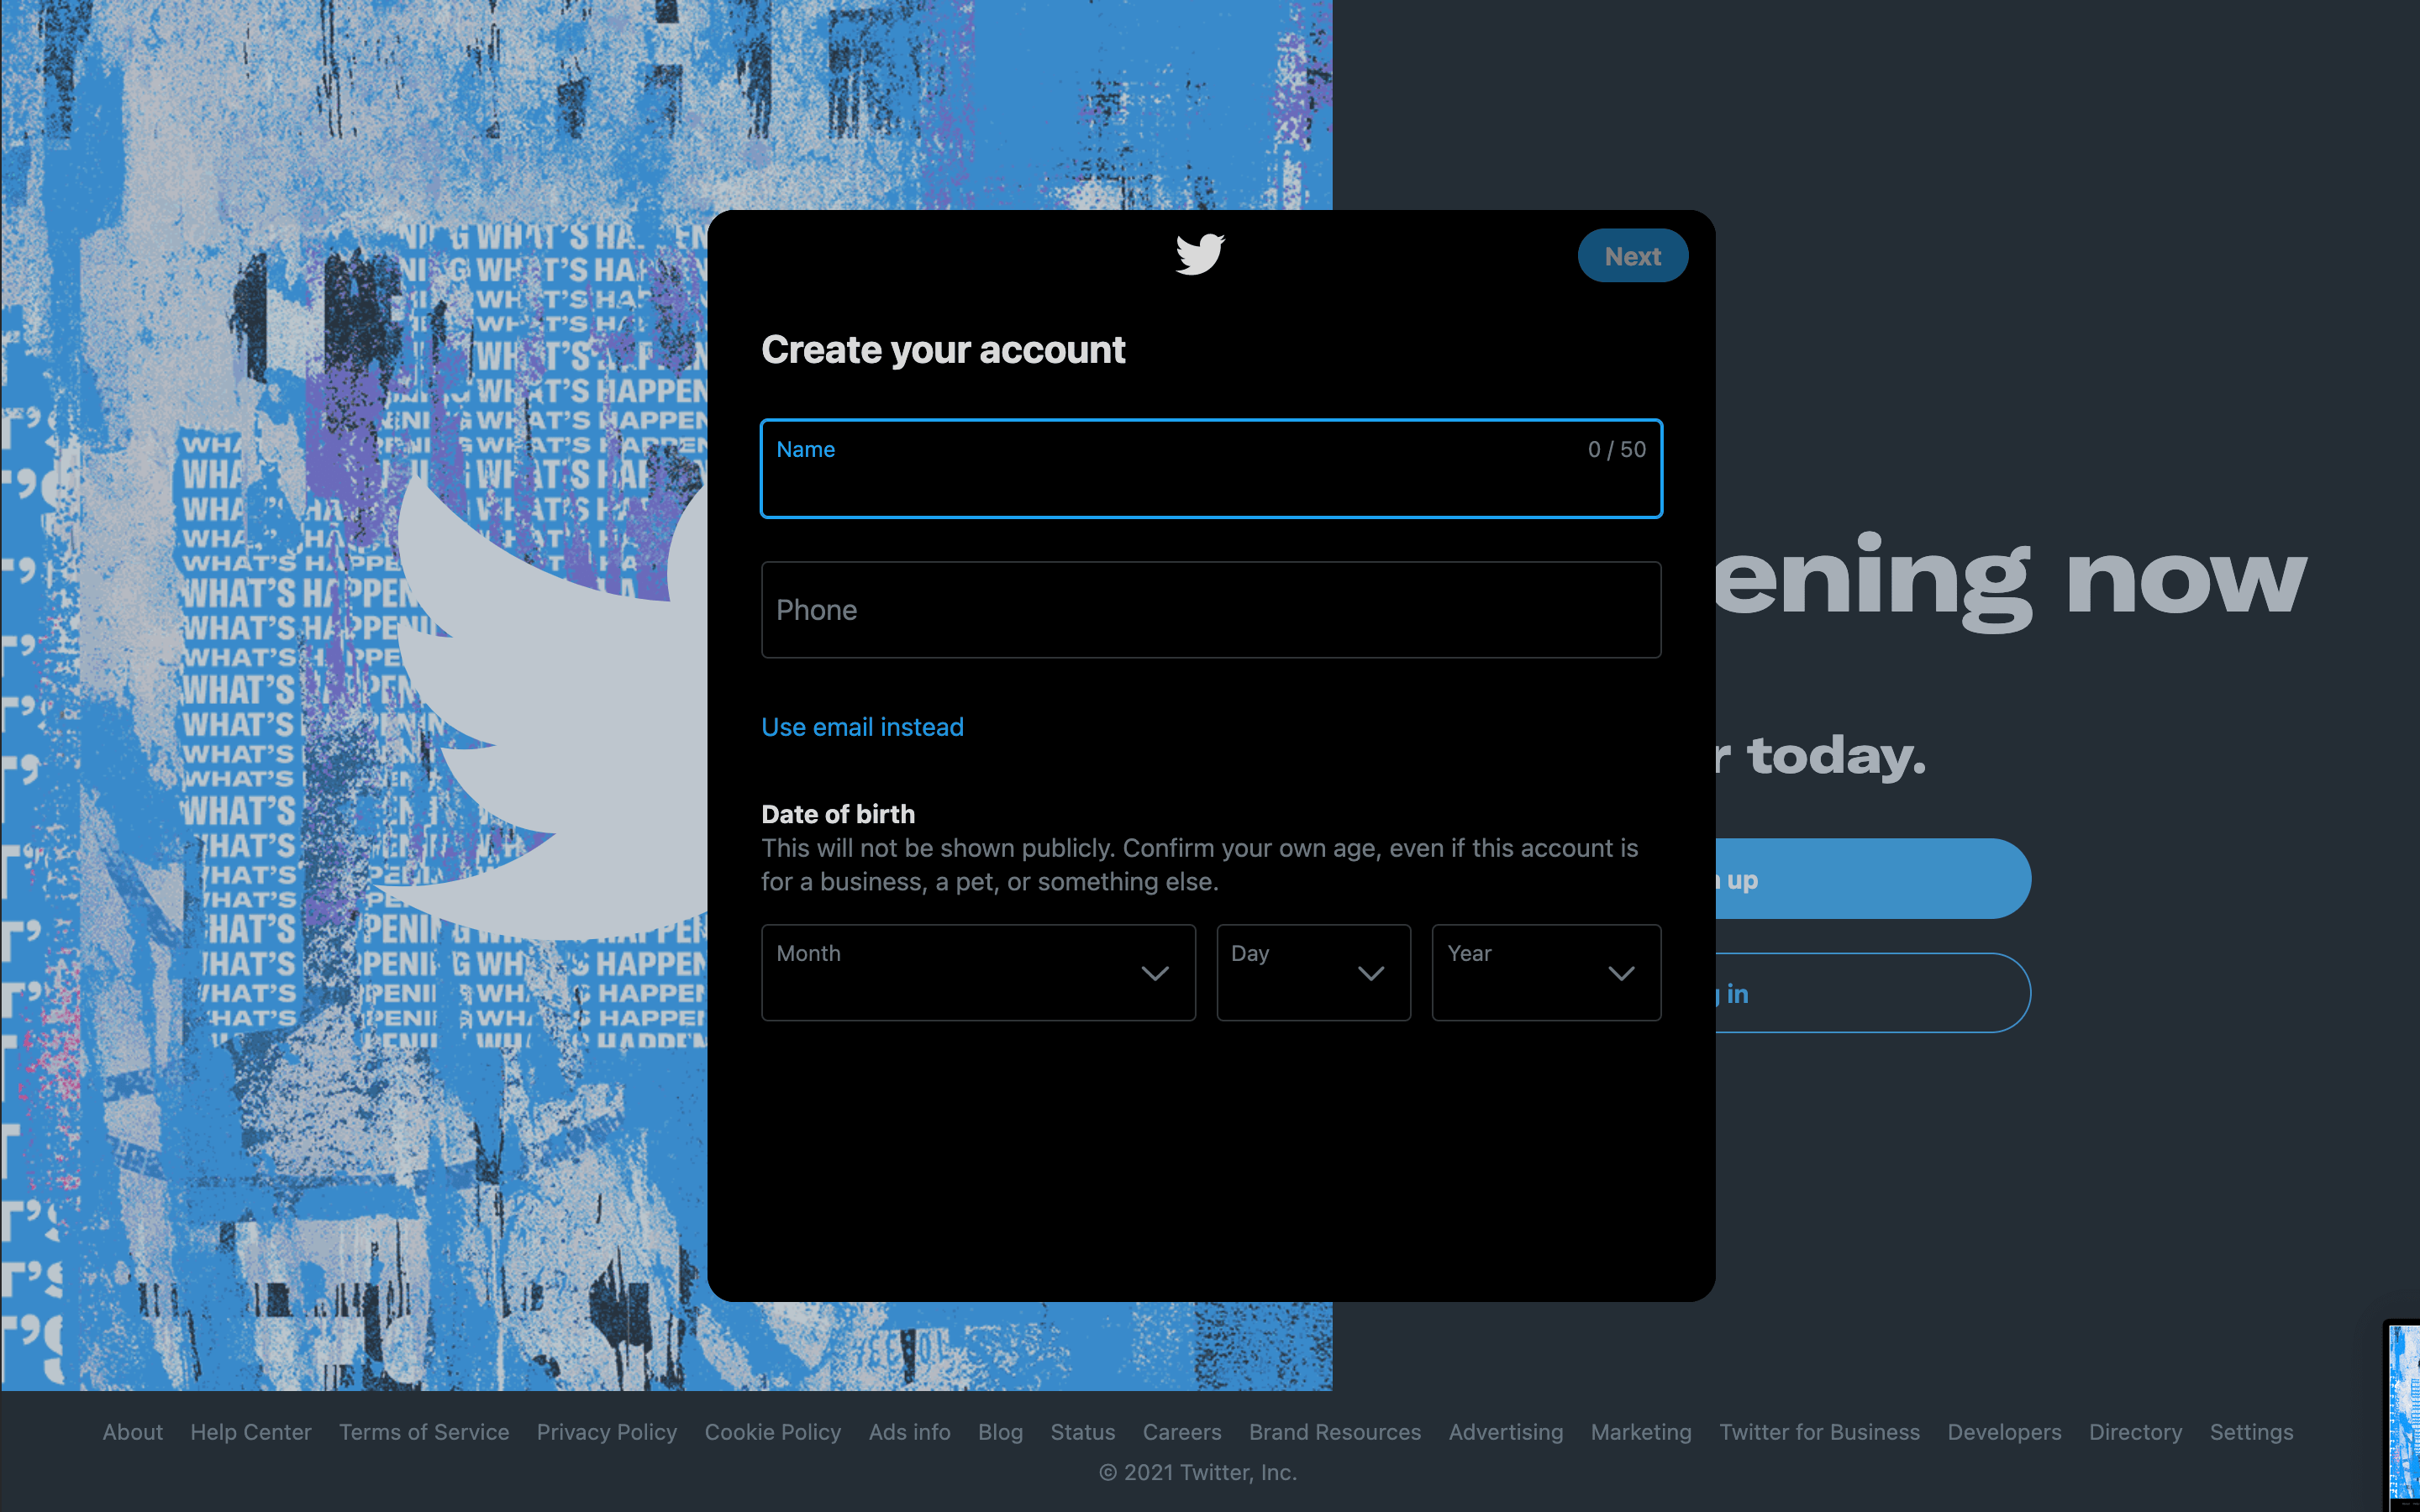 Next
Create your account
Name 0 / 50
Phone
Use email instead
Date of birth
This will not be shown publicly. Confirm your own age, even if this account is
for a business, a pet, or something else.
Month Day Year
ening now
r today.
up
in
WHAT'S HAPPEN
WHAT'S
About Help Center Terms of Service Privacy Policy Cookie Policy Ads info Blog Status Careers Brand Resources Advertising Marketing Twitter for Business Developers Directory Settings
© 2021 Twitter, Inc.